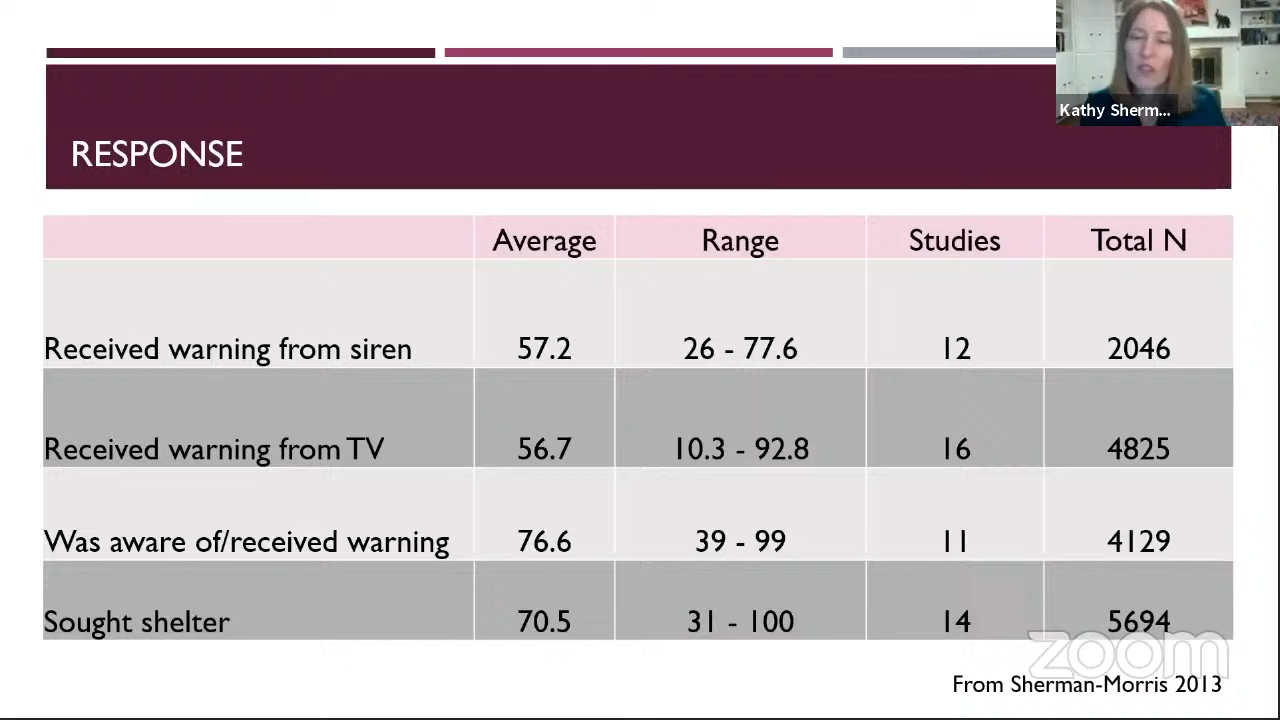 Kathy Sherm...
RESPONSE
Average Range Studies Total N
Received warning from siren 57.2 26 - 77.6 12 2046
Received warning from TV 56.7 10.3 - 92.8 16 4825
Was aware of/received warning 76.6 39 - 99 11 4129
Sought shelter 70.5 31 - 100 14 5694
zoom
From Sherman-Morris 2013